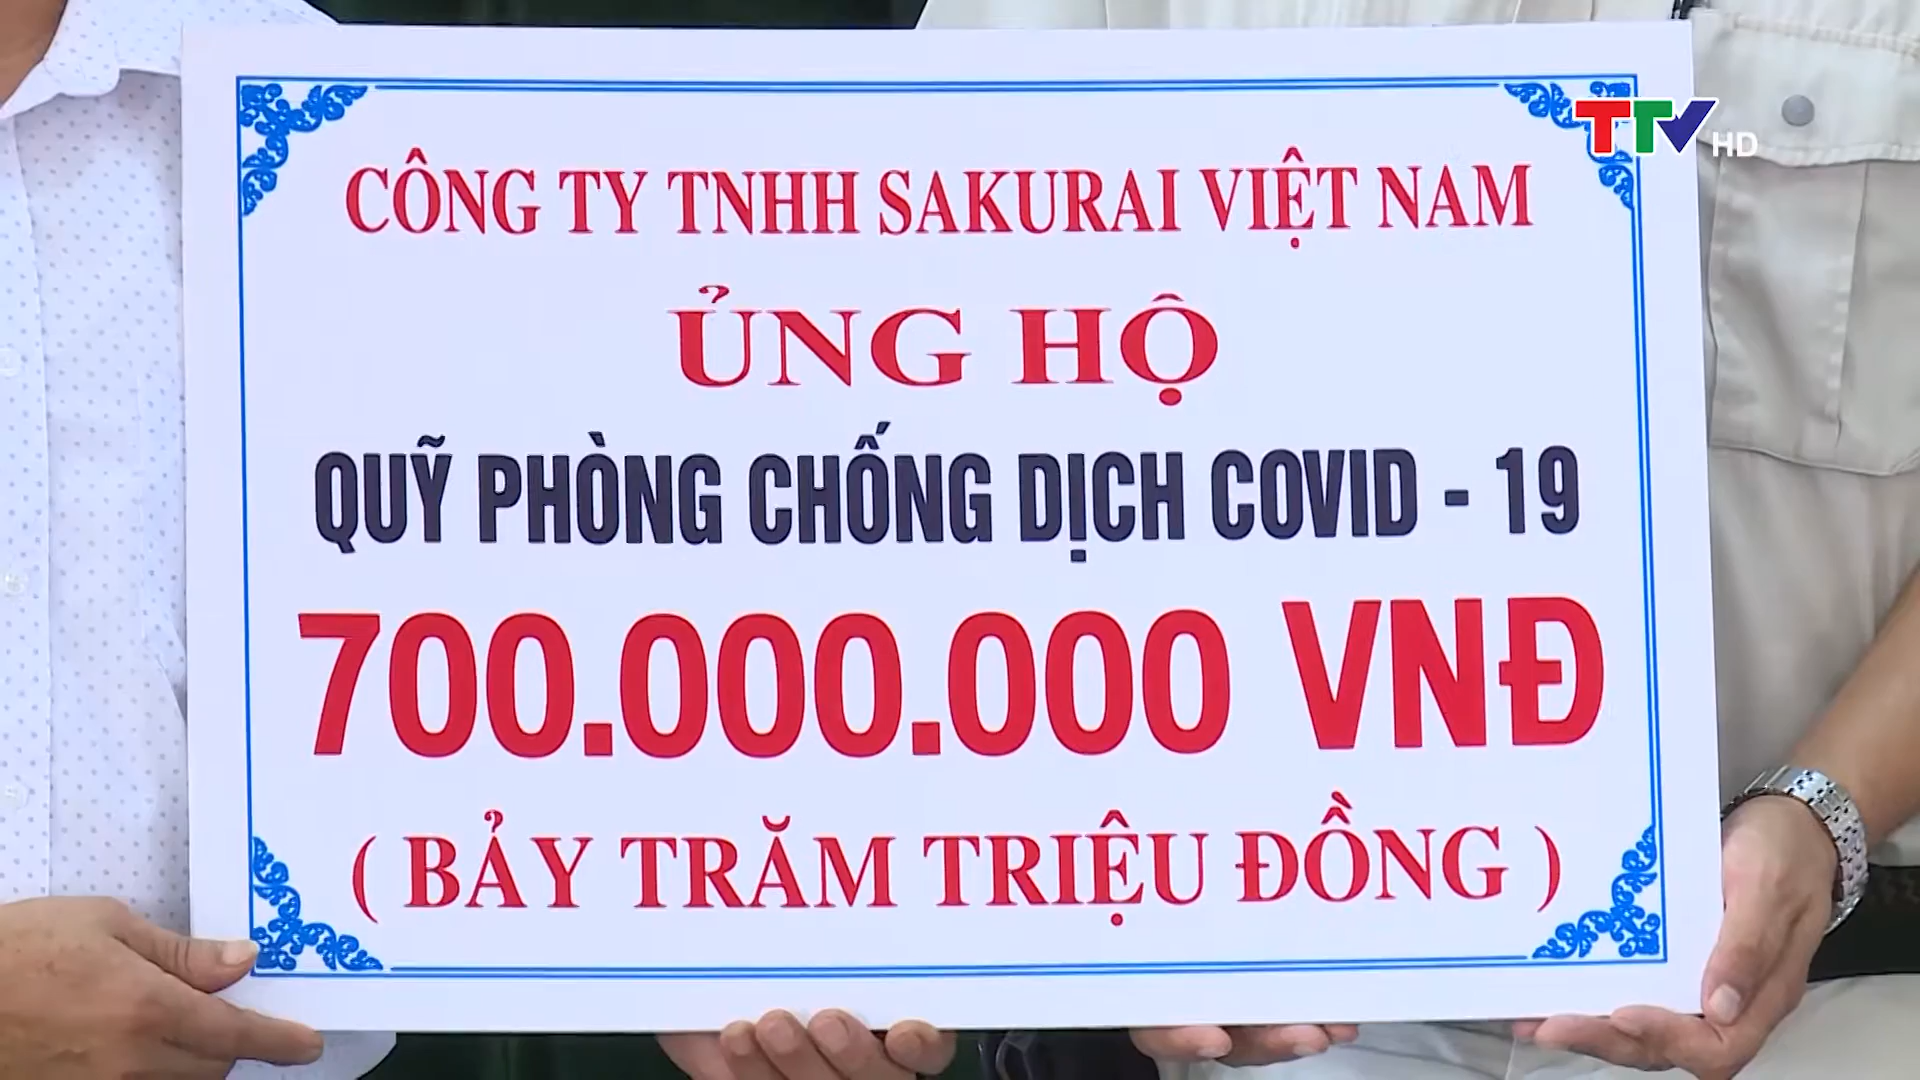 TTV HD
CÔNG TY TNHH SAKURAI VIỆT NAM
ỦNG HỘ
QUỸ PHÒNG CHỐNG DỊCH COVID - 19
700.000.000 VNĐ
( BẢY TRĂM TRIỆU ĐỒNG )